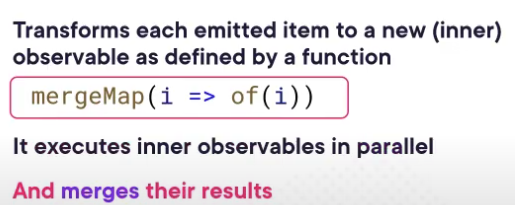 Transforms each emitted item to a new (inner)
observable as defined by a function
mergeMap(i => of(i))
It executes inner observables in parallel
And merges their results